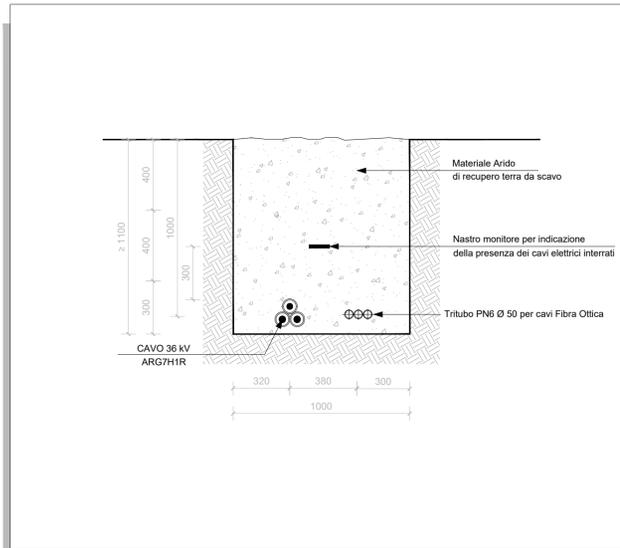 Materiale Arido
di recupero terra da scavo
400
≥ 1100
400
1000
300
300
Nastro monitore per indicazione
della presenza dei cavi elettrici interrati
Tritubo PN6 Ø 50 per cavi Fibra Ottica
CAVO 36 kV
ARG7H1R
320
380
300
1000